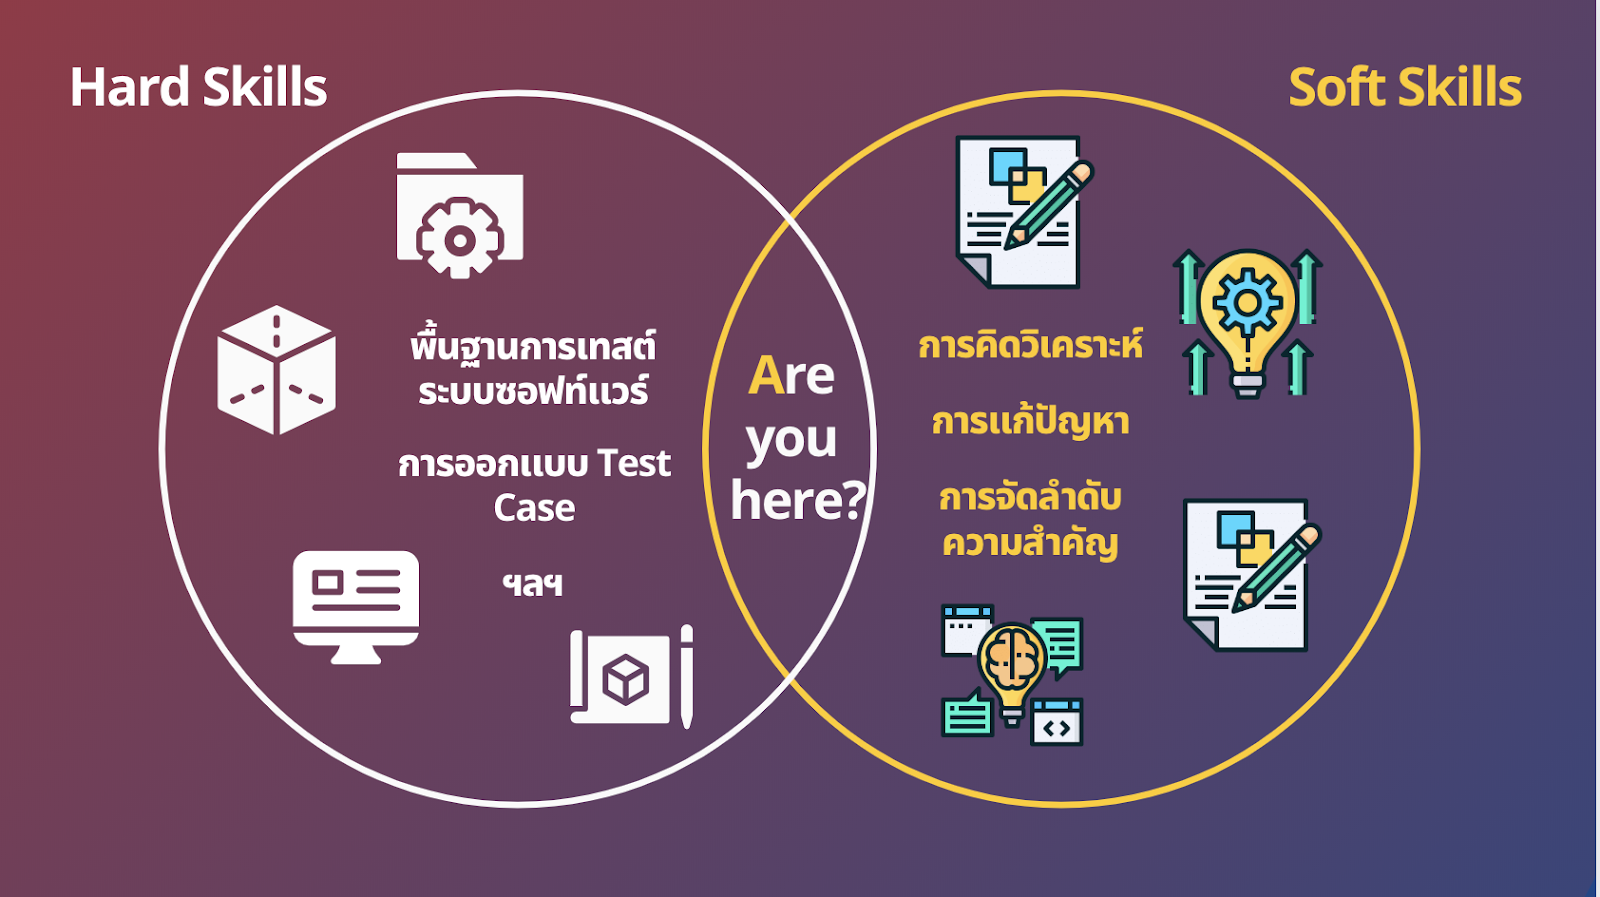 Hard Skills
Soft Skills
พื้นฐานการเทสต์
ระบบซอฟท์แวร์
การออกแบบ Test
Case
ฯลฯ
Are
you
here?
การคิดวิเคราะห์
การแก้ปัญหา
การจัดลำดับ
ความสำคัญ